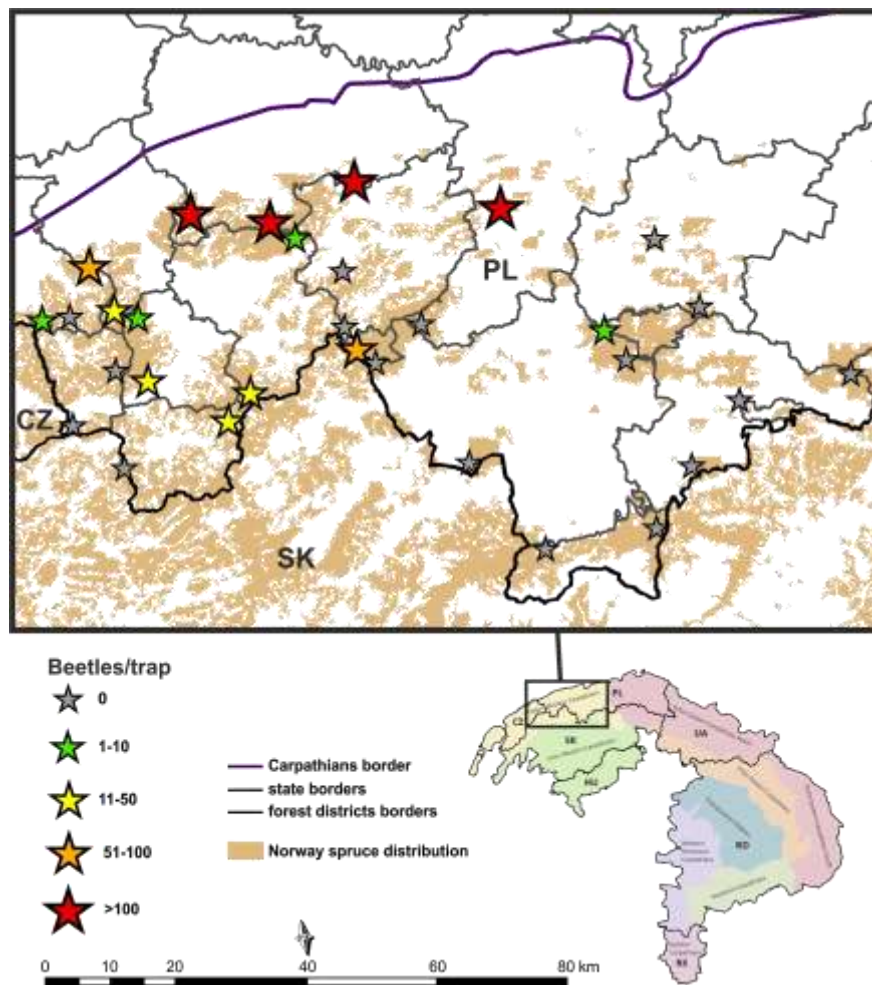 PL
CZ
SK
Beetles/trap
0
1-10
11-50
51-100
>100
Carpathians border
state borders
forest districts borders
Norway spruce distribution
PL
UA
SK
HU
RO
0 10 20 40 60 80 km